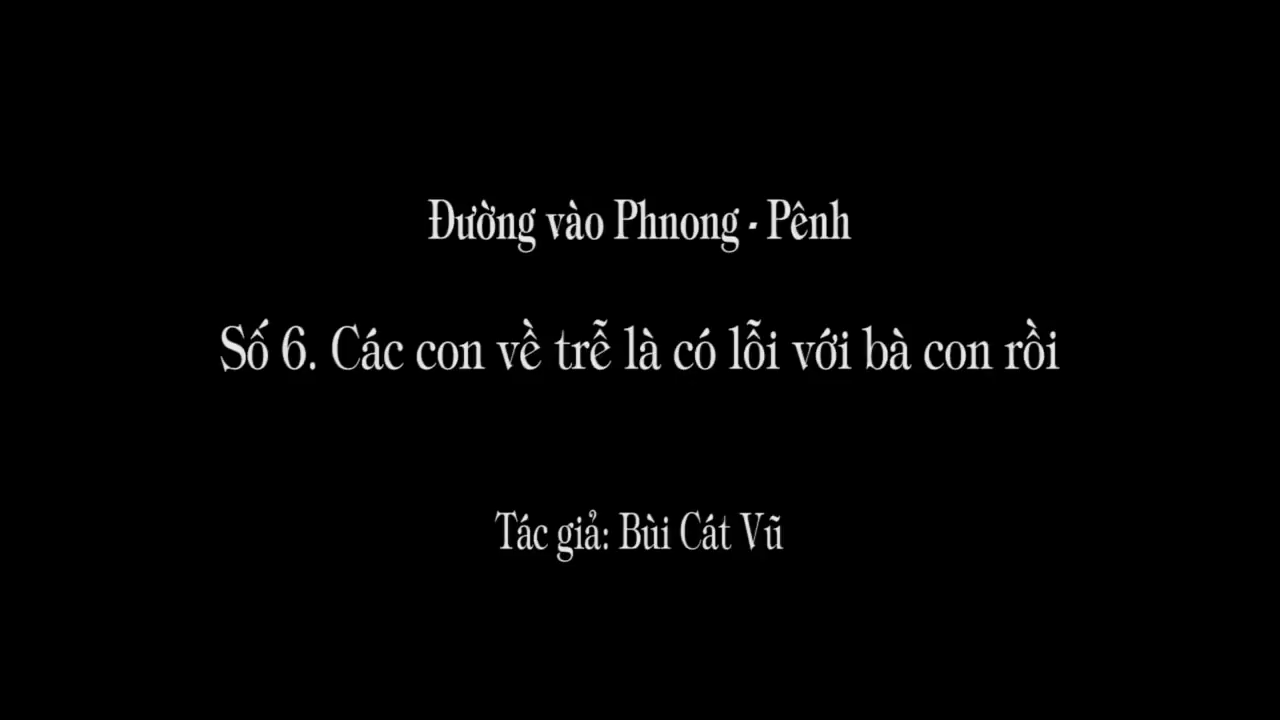 Đường vào Phnong - Pênh
Số 6. Các con về trễ là có lỗi với bà con rồi
Tác giả: Bùi Cát Vũ